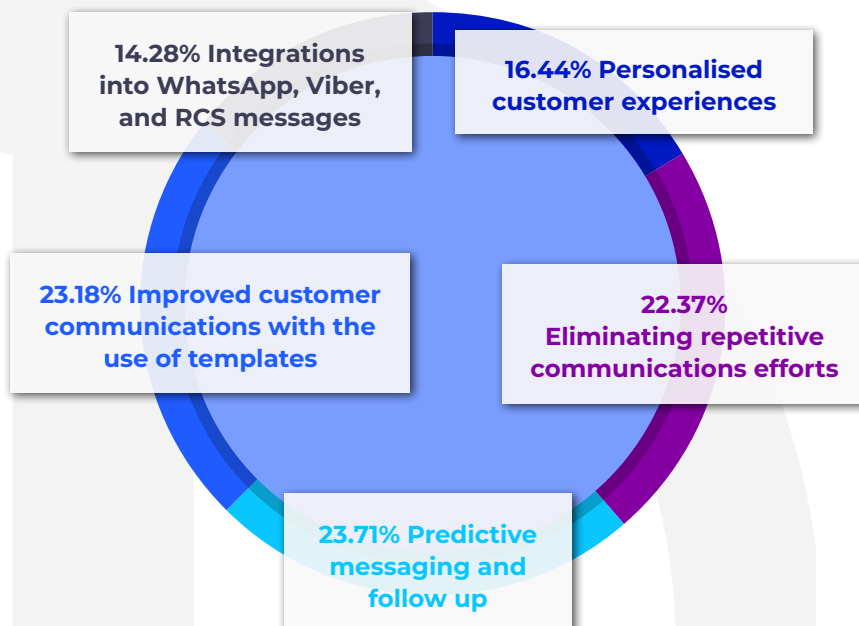 14.28% Integrations
into WhatsApp, Viber,
and RCS messages
16.44% Personalised
customer experiences
23.18% Improved customer
communications with the
use of templates
22.37%
Eliminating repetitive
communications efforts
23.71% Predictive
messaging and
follow up